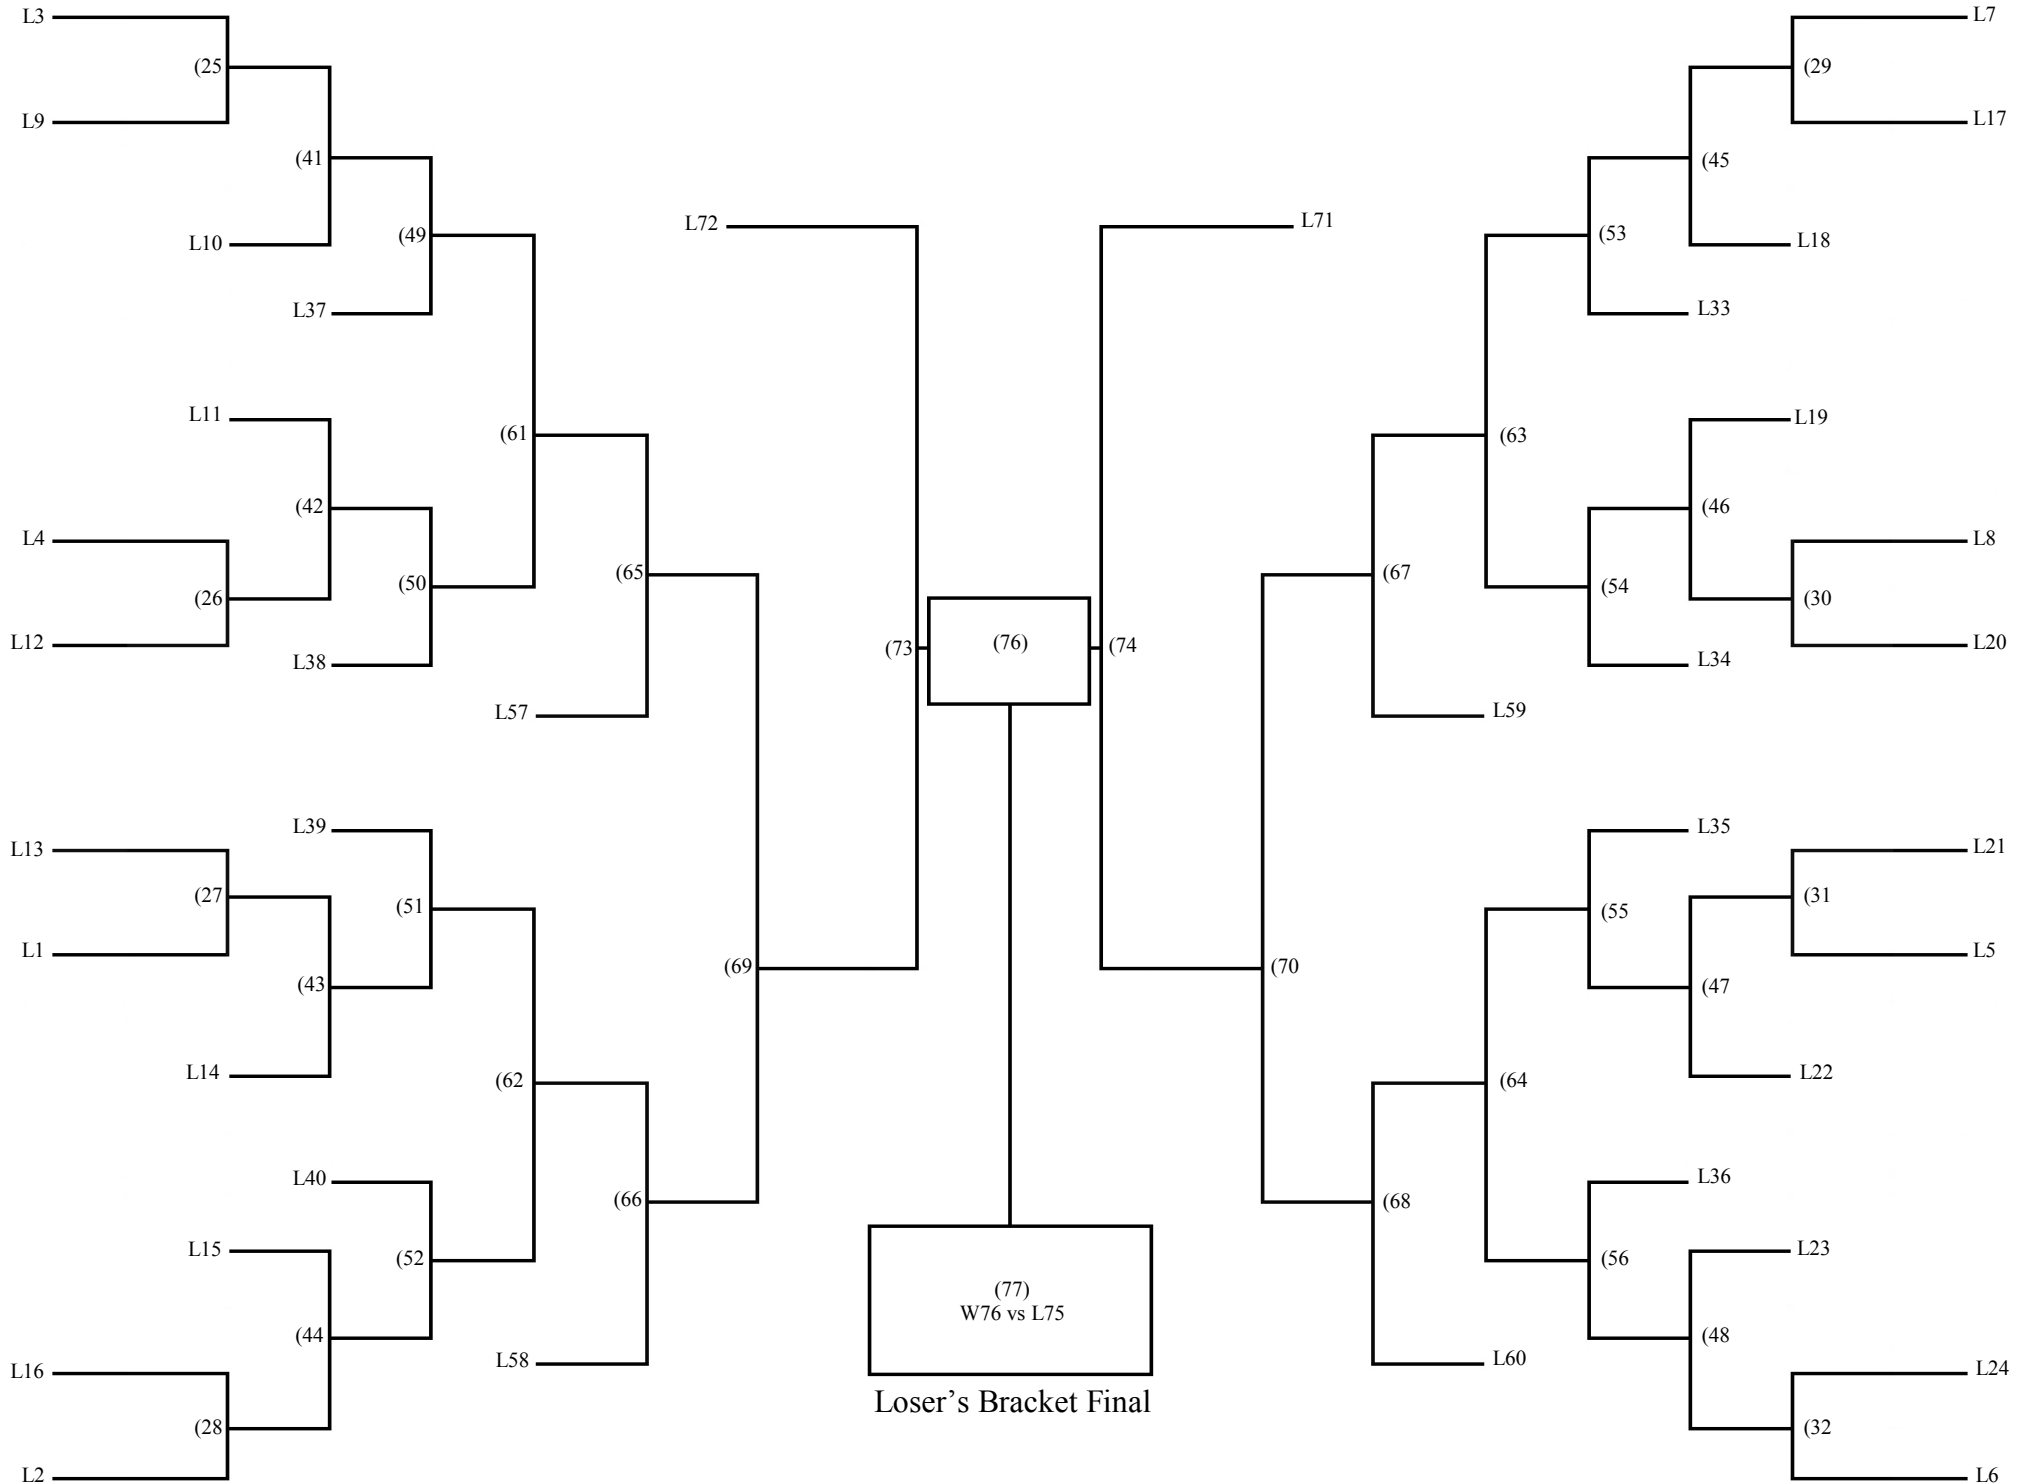 L3
L7
(25
(29
L9
L17
(41
(45
L10
L72
L71
L18
(49
(53
L37
L33
L11
L19
(61
(63
(42
(46
L4
L8
(50
(65
(67
(54
(26
(30
L12
(73
(76)
(74
L20
L38
L34
L57
L59
L39
L35
L13
L21
(27
(31
(51
(55
L1
L5
(69
(70
(43
(47
L14
L22
(62
(64
L40
L36
(66
(68
L15
L23
(52
(56
(77)
W76 vs L75
(44
(48
L58
L60
L16
L24
Loser’s Bracket Final
(28
(32
L2
L6